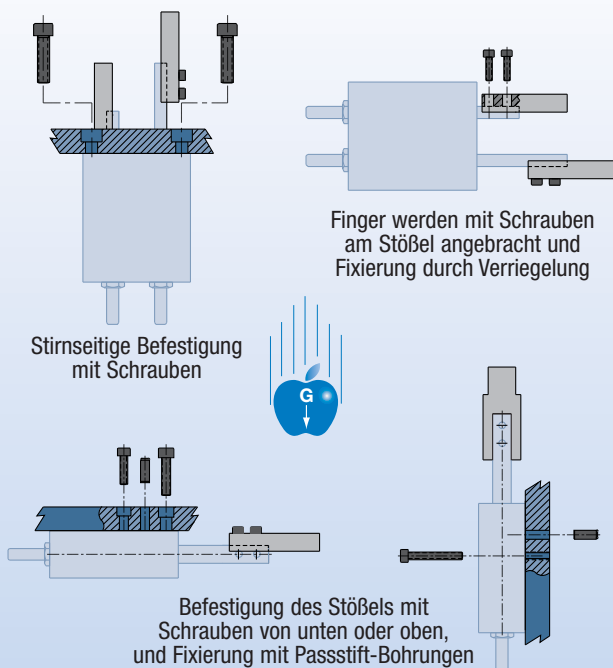 Finger werden mit Schrauben
am Stößel angebracht und
Fixierung durch Verriegelung
Stirnseitige Befestigung
mit Schrauben
G
Befestigung des Stößels mit
Schrauben von unten oder oben,
und Fixierung mit Passstift-Bohrungen